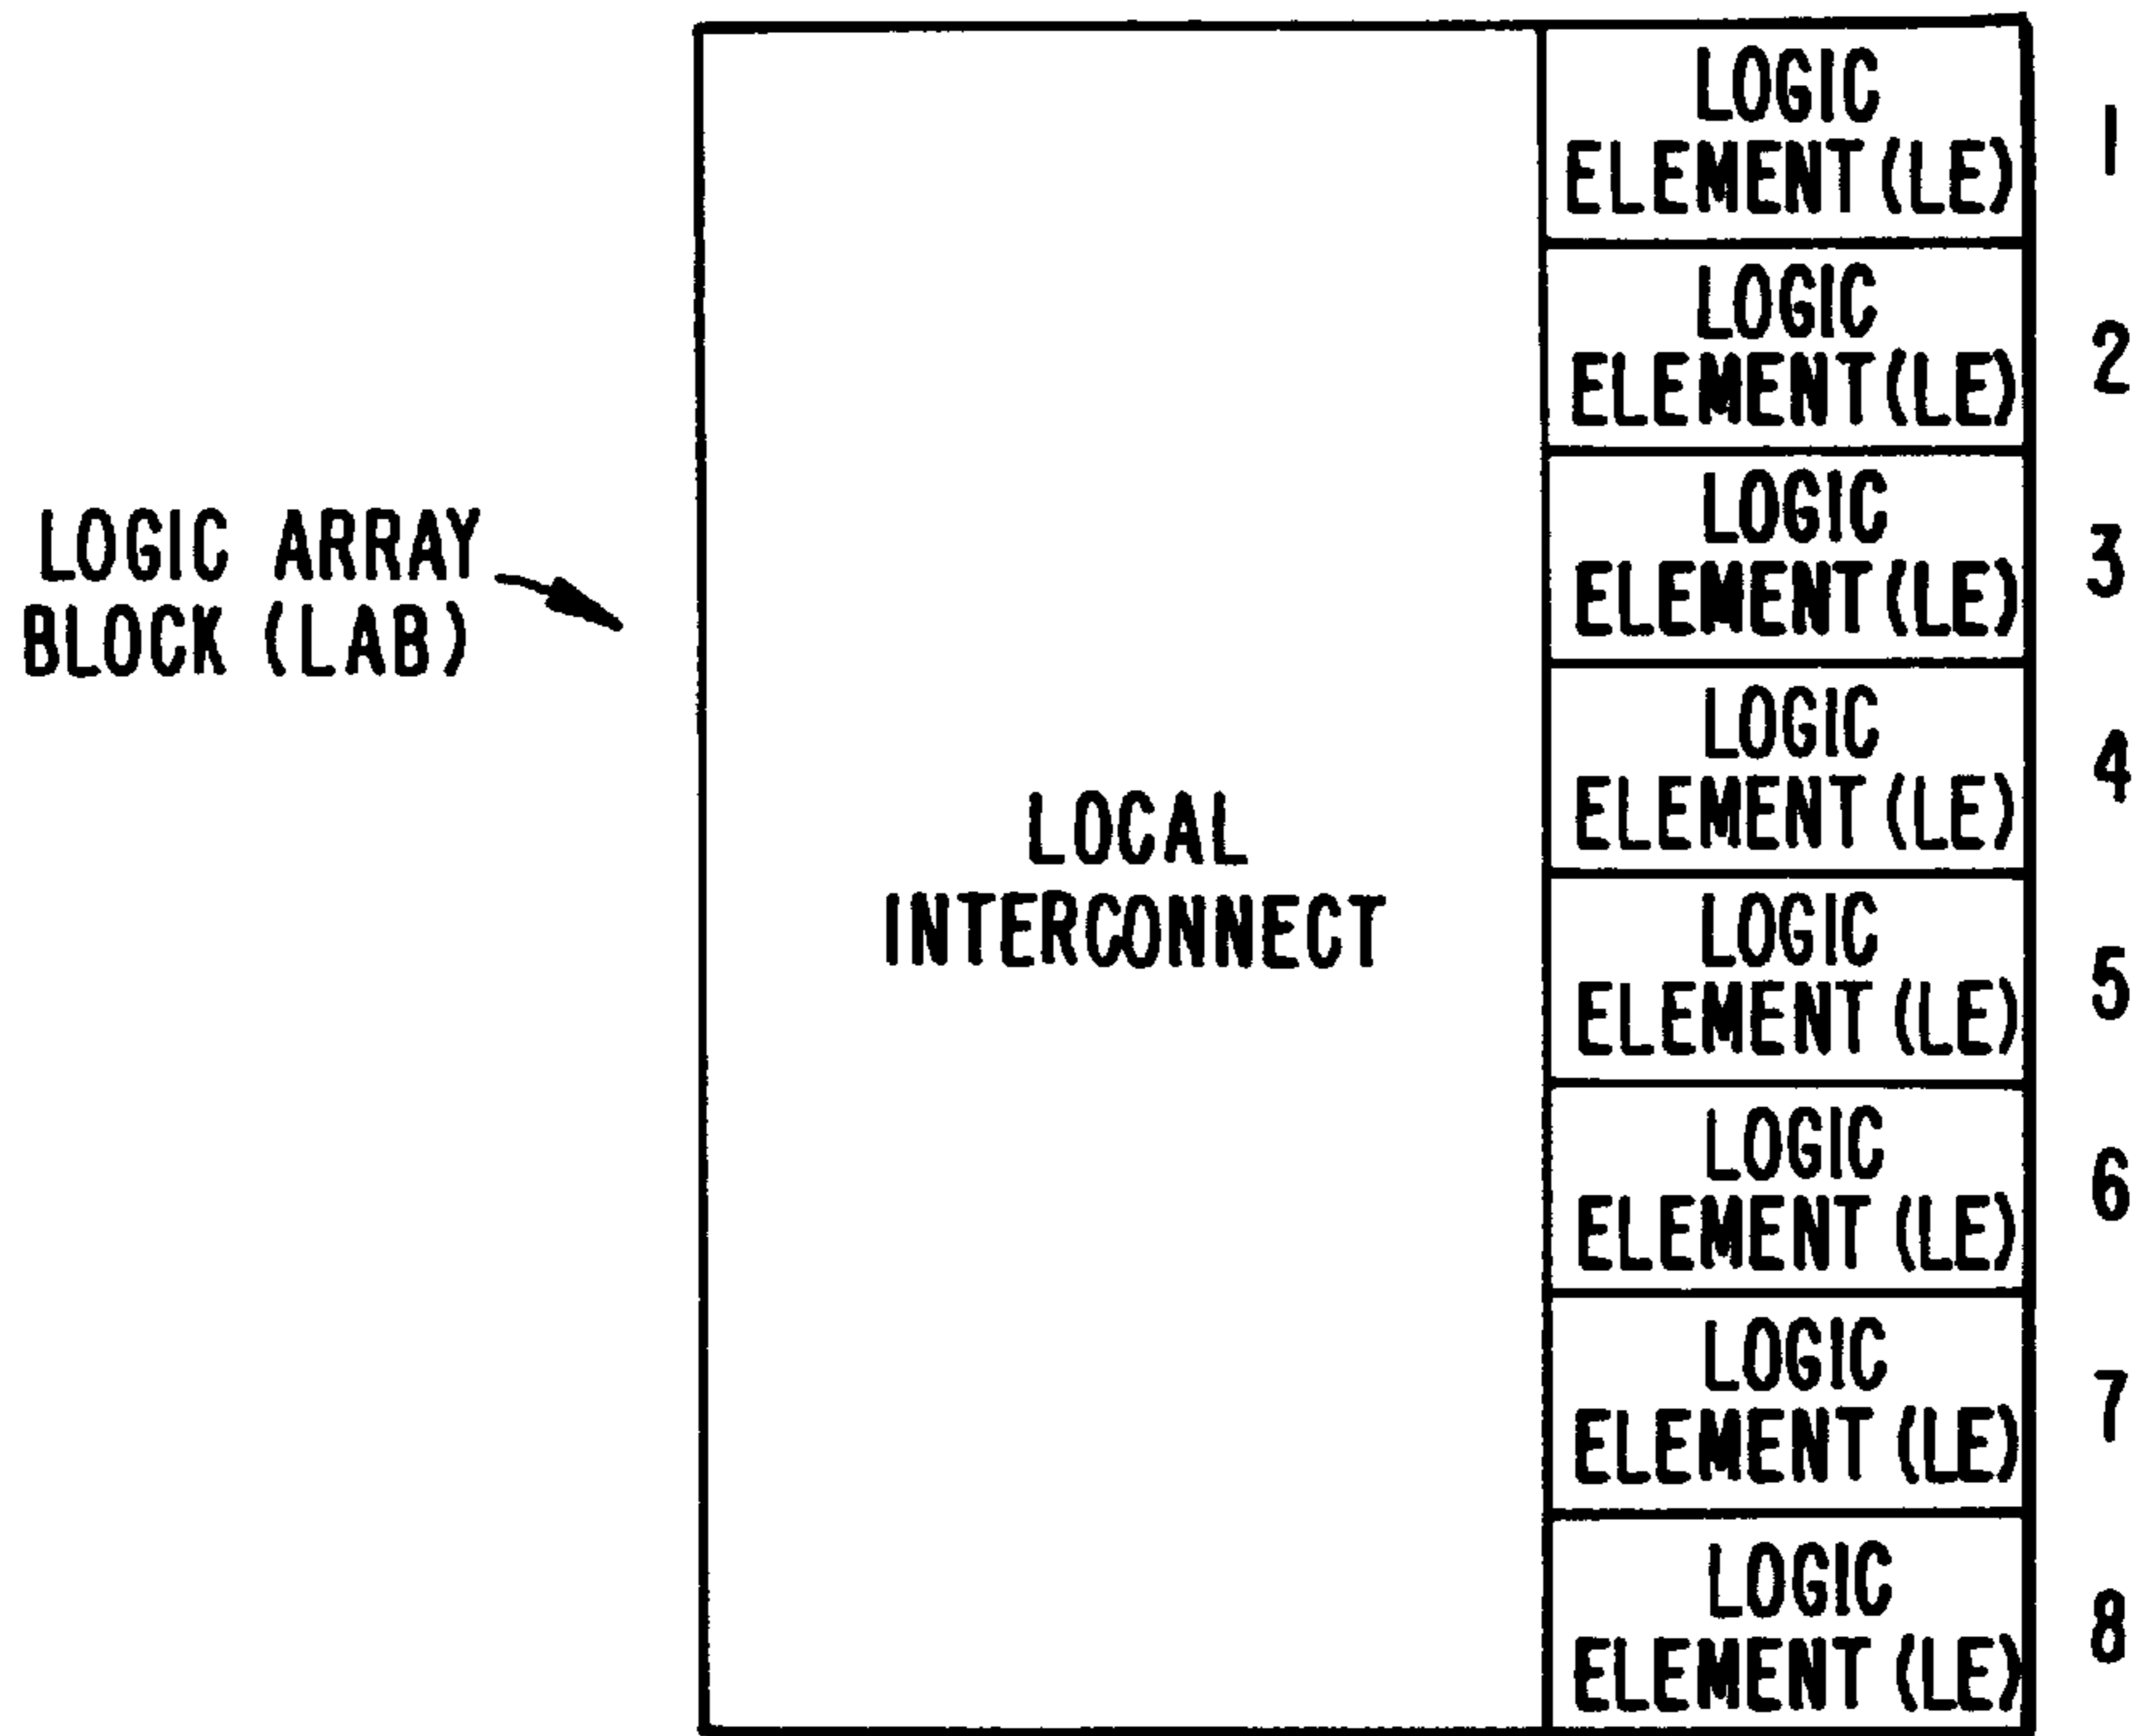 LOGIC
ELEMENT (LE)
1
LOGIC
ELEMENT (LE)
2
LOGIC ARRAY
BLOCK (LAB)
LOGIC
ELEMENT (LE)
3
LOGIC
ELEMENT (LE)
4
LOCAL
INTERCONNECT
LOGIC
ELEMENT (LE)
5
LOGIC
ELEMENT (LE)
6
LOGIC
ELEMENT (LE)
7
LOGIC
ELEMENT (LE)
8